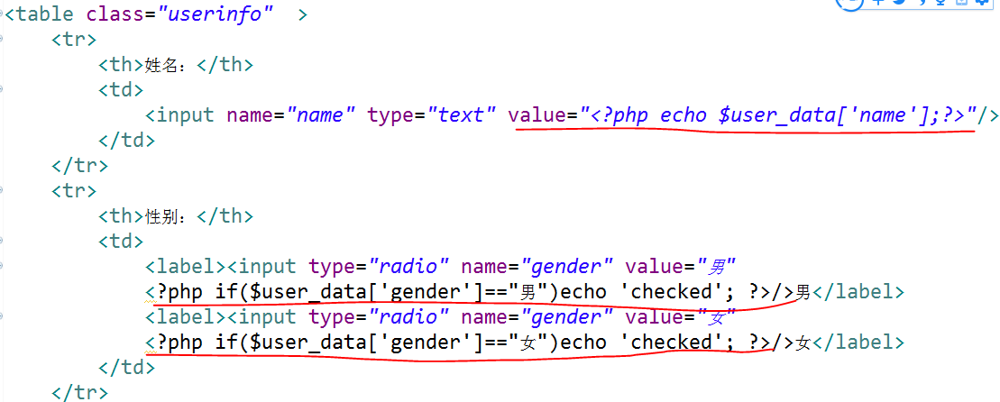 <table class="userinfo"  >
<tr>
<th>姓名：</th>
<td>
<input name="name" type="text" value="<?php echo $user_data['name'];?>"/>
</td>
</tr>
<tr>
<th>性别：</th>
<td>
<label><input type="radio" name="gender" value="男"
<?php if($user_data['gender']=="男")echo 'checked'; ?>/>男</label>
<label><input type="radio" name="gender" value="女"
<?php if($user_data['gender']=="女")echo 'checked'; ?>/>女</label>
</td>
</tr>